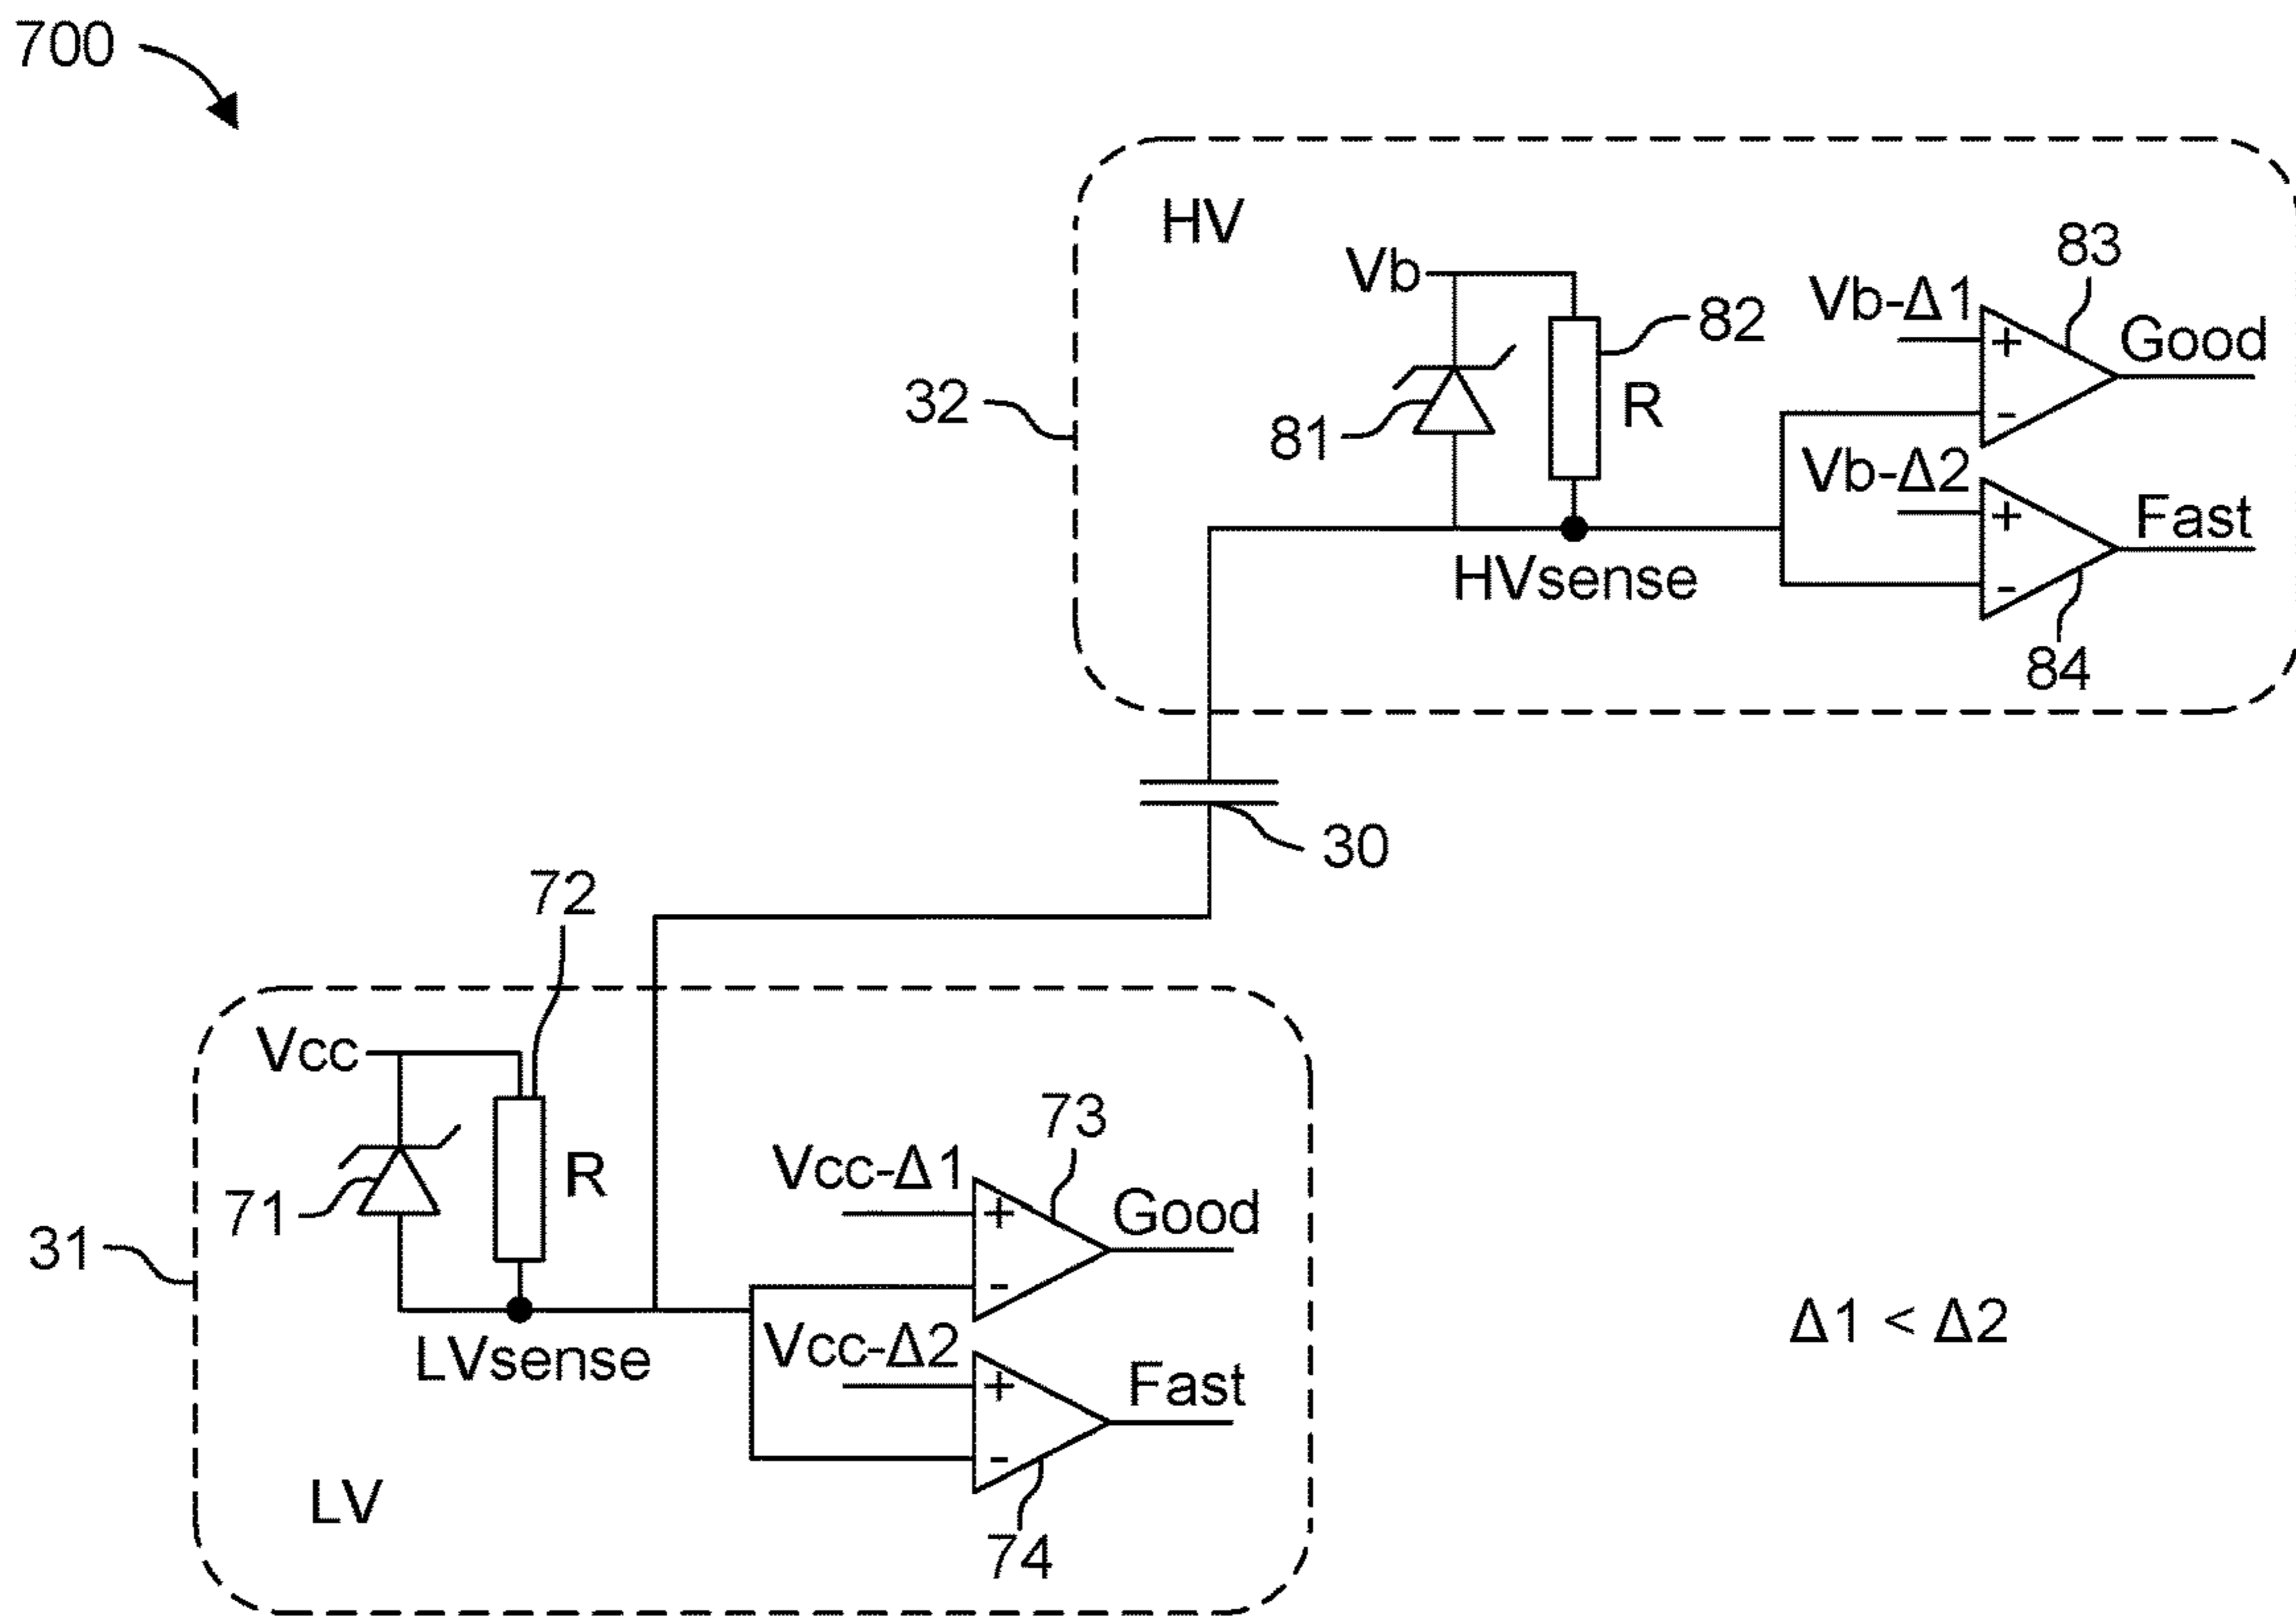 700
HV
Vb
82
R
81
32
Vb-Δ1
83
+
-
Good
Vb-Δ2
+
-
Fast
84
HVsense
30
72
Vcc
R
71
31
Vcc-Δ1
73
+
-
Good
Vcc-Δ2
+
-
Fast
74
LVsense
LV
Δ1 < Δ2